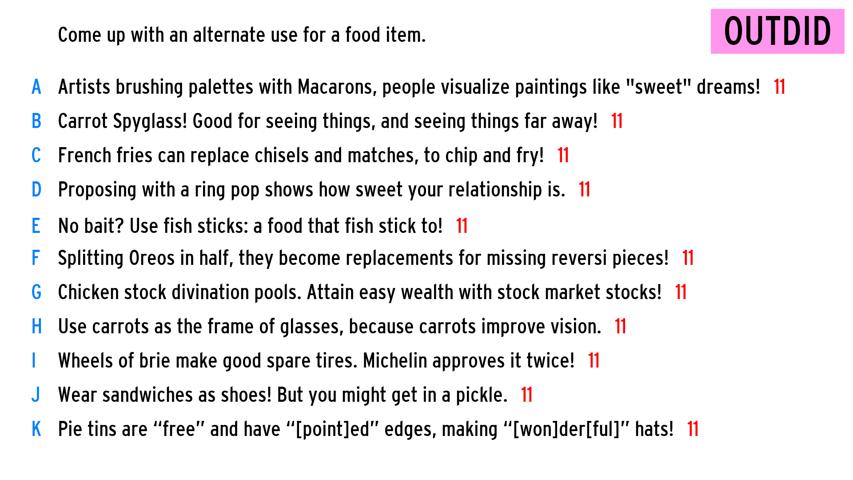 Come up with an alternate use for a food item.
OUTDID
A Artists brushing palettes with Macarons, people visualize paintings like "sweet" dreams! 11
B Carrot Spyglass! Good for seeing things, and seeing things far away! 11
C French fries can replace chisels and matches, to chip and fry! 11
D Proposing with a ring pop shows how sweet your relationship is. 11
E No bait? Use fish sticks: a food that fish stick to! 11
F Splitting Oreos in half, they become replacements for missing reversi pieces! 11
G Chicken stock divination pools. Attain easy wealth with stock market stocks! 11
H Use carrots as the frame of glasses, because carrots improve vision. 11
I Wheels of brie make good spare tires. Michelin approves it twice! 11
J Wear sandwiches as shoes! But you might get in a pickle. 11
K Pie tins are “free” and have “[point]ed” edges, making “[won]der[ful]” hats! 11